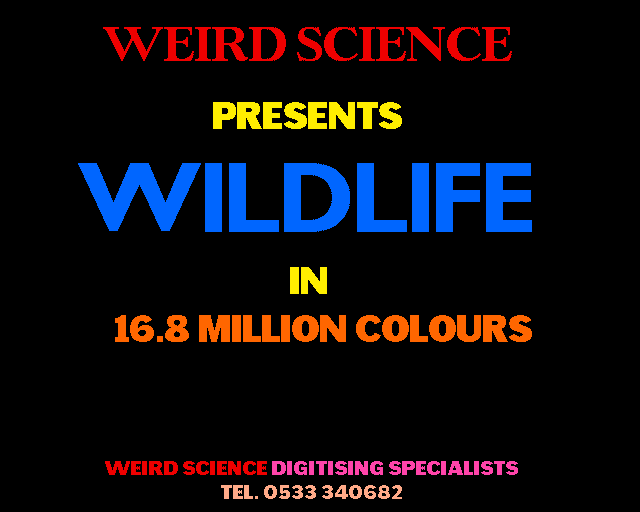 WEIRD SCIENCE
PRESENTS
WILDLIFE
IN
16.8 MILLION COLOURS
WEIRD SCIENCE DIGITISING SPECIALISTS
TEL. 0533 340682